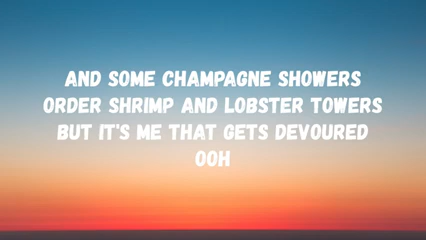 AND SOME CHAMPAGNE SHOWERS
ORDER SHRIMP AND LOBSTER TOWERS
BUT IT'S ME THAT GETS DEVOURED
OOH